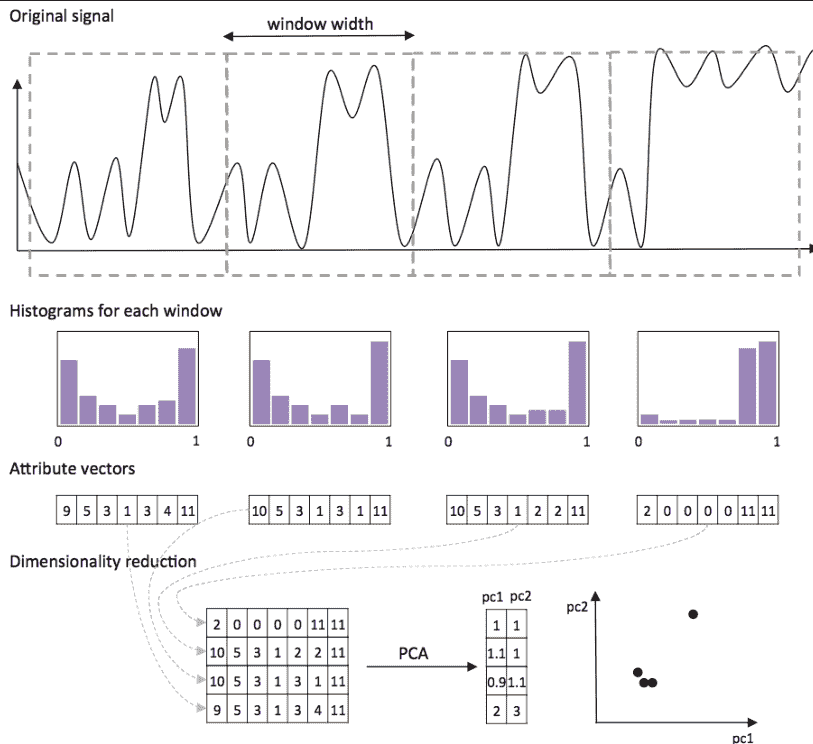 Original signal
window width
Histograms for each window
0 1 0 1 0 1 0 1
Attribute vectors
9 5 3 1 3 4 11 10 5 3 1 3 1 11 10 5 3 1 2 2 11 2 0 0 0 0 11 11
Dimensionality reduction
pc1 pc2
pc2
2 0 0 0 0 11 11
1 1
10 5 3 1 2 2 11
PCA
1.1 1
10 5 3 1 3 1 11
0.9 1.1
9 5 3 1 3 4 11
2 3
pc1